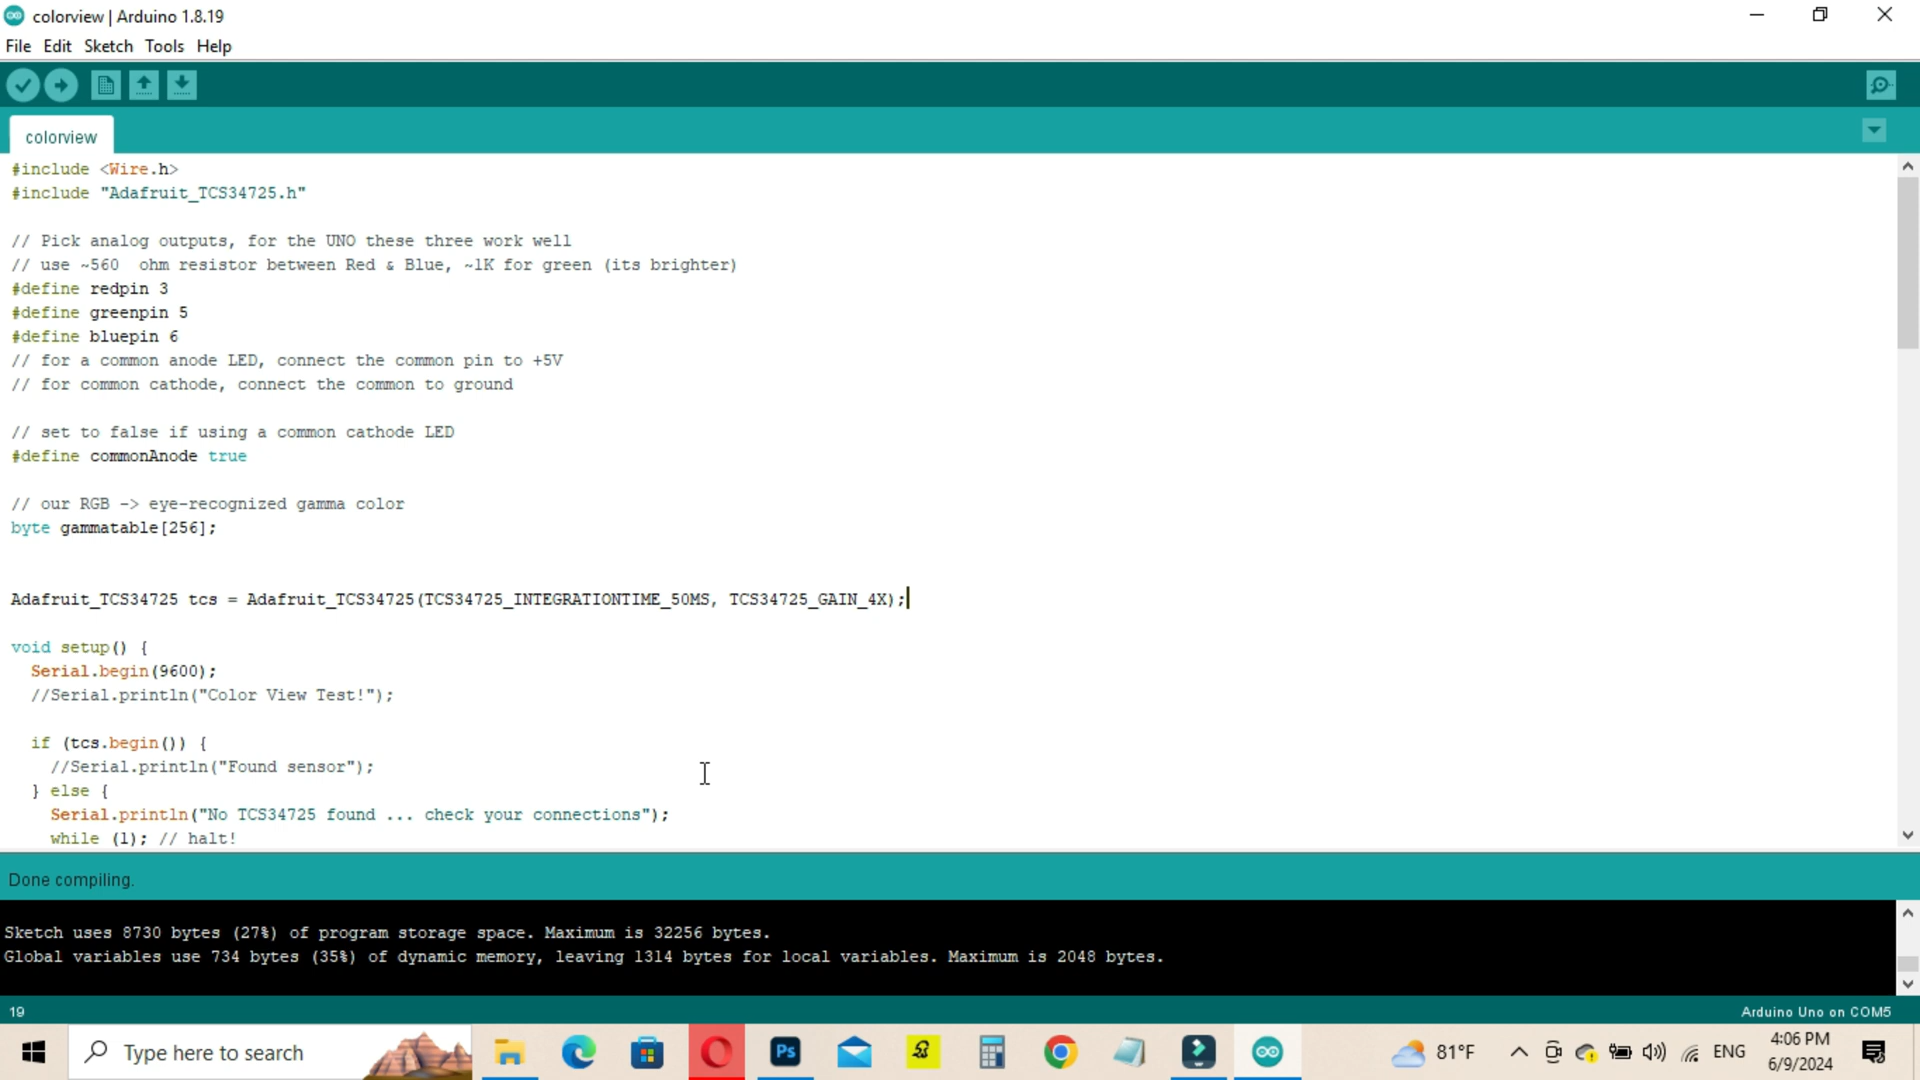 colorview | Arduino 1.8.19
File Edit Sketch Tools Help
colorview
#include <Wire.h>
#include "Adafruit_TCS34725.h"
// Pick analog outputs, for the UNO these three work well
// use ~560  ohm resistor between Red & Blue, ~1K for green (its brighter)
#define redpin 3
#define greenpin 5
#define bluepin 6
// for a common anode LED, connect the common pin to +5V
// for common cathode, connect the common to ground
// set to false if using a common cathode LED
#define commonAnode true
// our RGB -> eye-recognized gamma color
byte gammatable[256];
Adafruit_TCS34725 tcs = Adafruit_TCS34725(TCS34725_INTEGRATIONTIME_50MS, TCS34725_GAIN_4X);
void setup() {
  Serial.begin(9600);
  //Serial.println("Color View Test!");
  if (tcs.begin()) {
    //Serial.println("Found sensor");
  } else {
    Serial.println("No TCS34725 found ... check your connections");
    while (1); // halt!
Done compiling.
Sketch uses 8730 bytes (27%) of program storage space. Maximum is 32256 bytes.
Global variables use 734 bytes (35%) of dynamic memory, leaving 1314 bytes for local variables. Maximum is 2048 bytes.
19
Arduino Uno on COM5
Type here to search
Ps
81°F
ENG
4:06 PM
6/9/2024